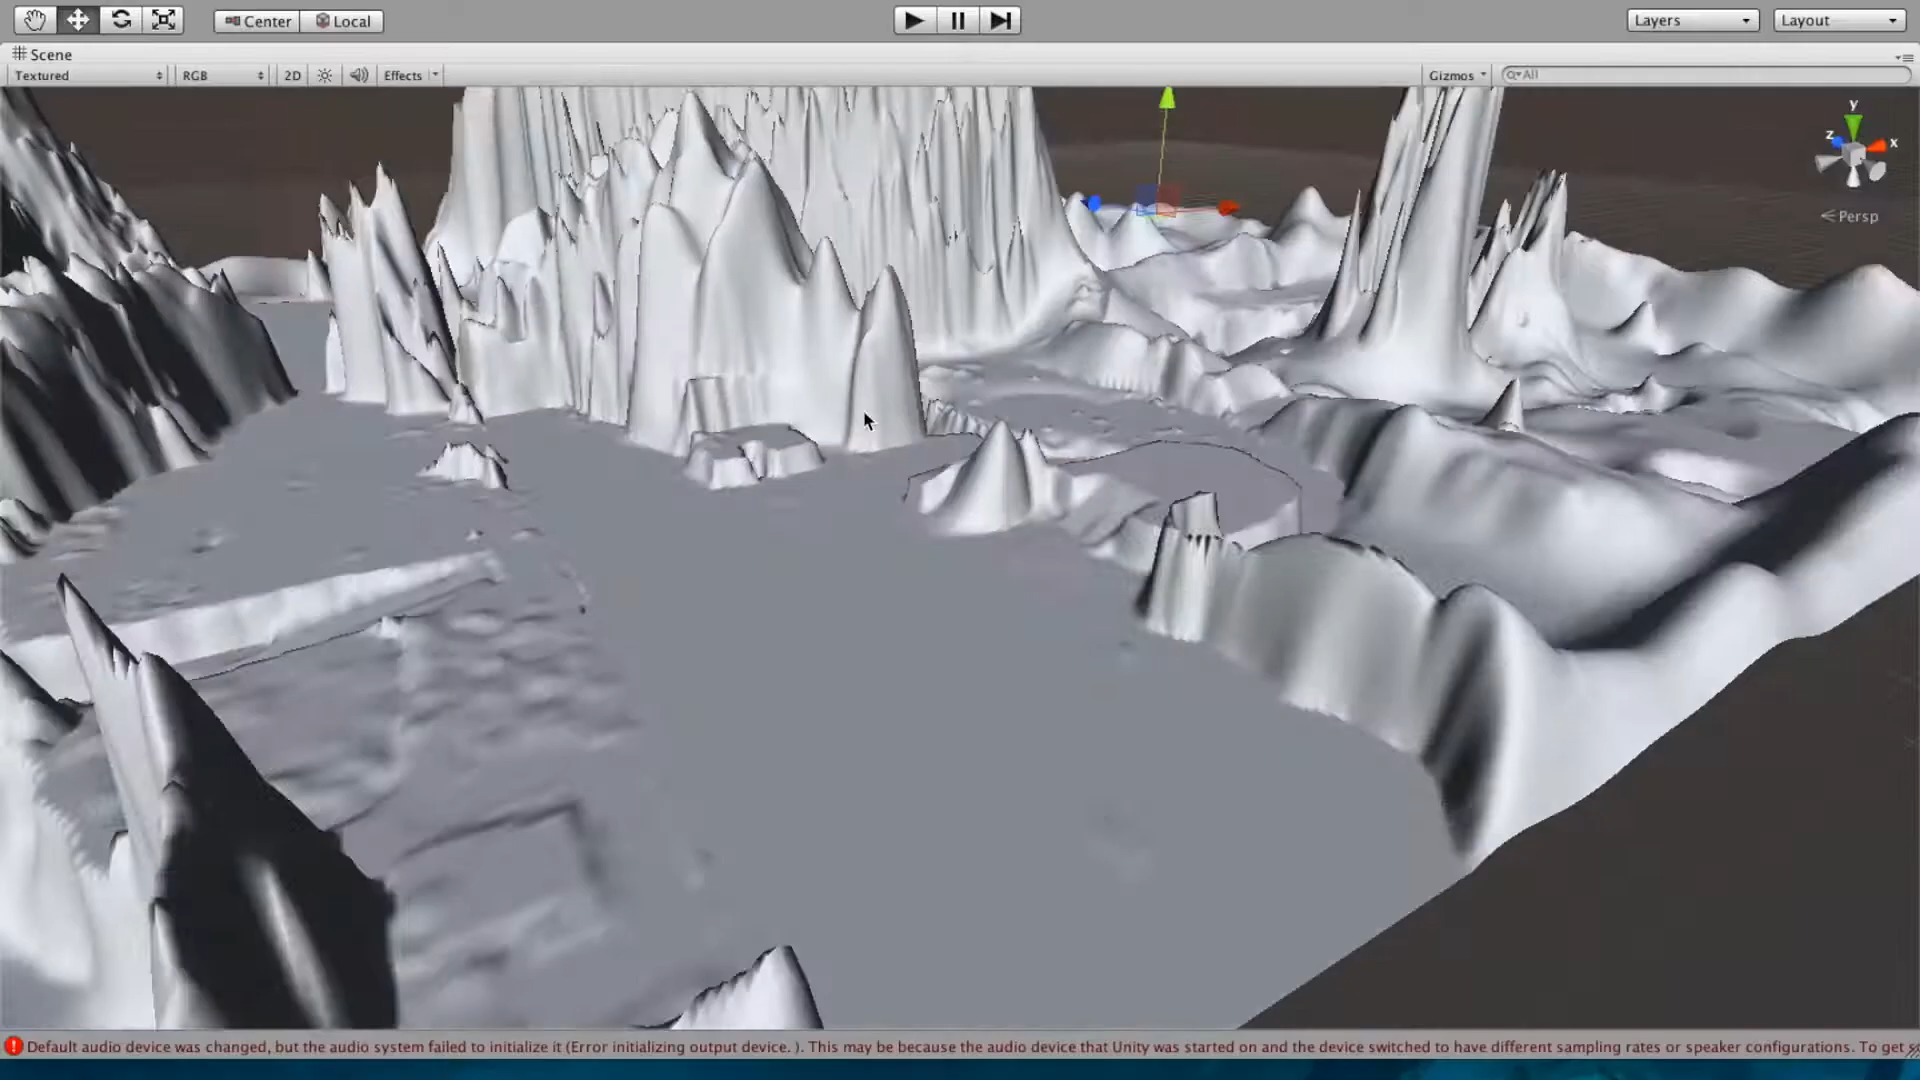 Center Local Layers Layout
Scene
Textured RGB 2D Effects Gizmos All
y
z x
Persp
Default audio device was changed, but the audio system failed to initialize it (Error initializing output device. ). This may be because the audio device that Unity was started on and the device switched to have different sampling rates or speaker configurations. To get